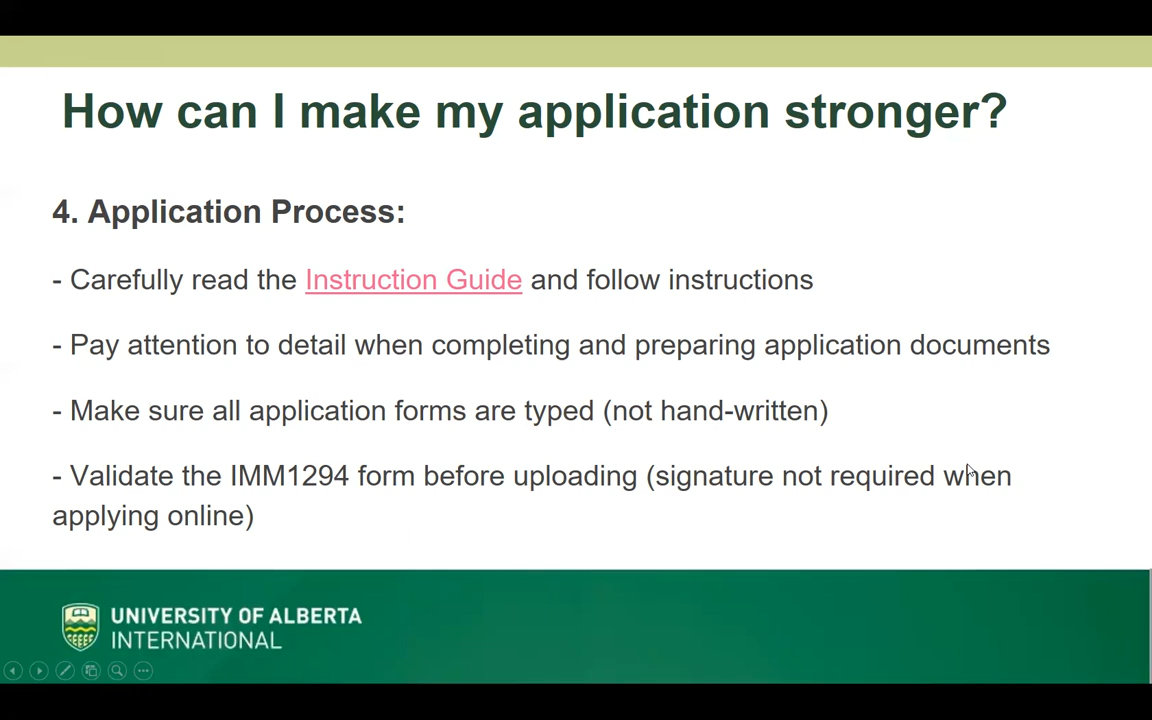 How can I make my application stronger?
4. Application Process:
- Carefully read the Instruction Guide and follow instructions
- Pay attention to detail when completing and preparing application documents
- Make sure all application forms are typed (not hand-written)
- Validate the IMM1294 form before uploading (signature not required when
applying online)
UNIVERSITY OF ALBERTA
INTERNATIONAL